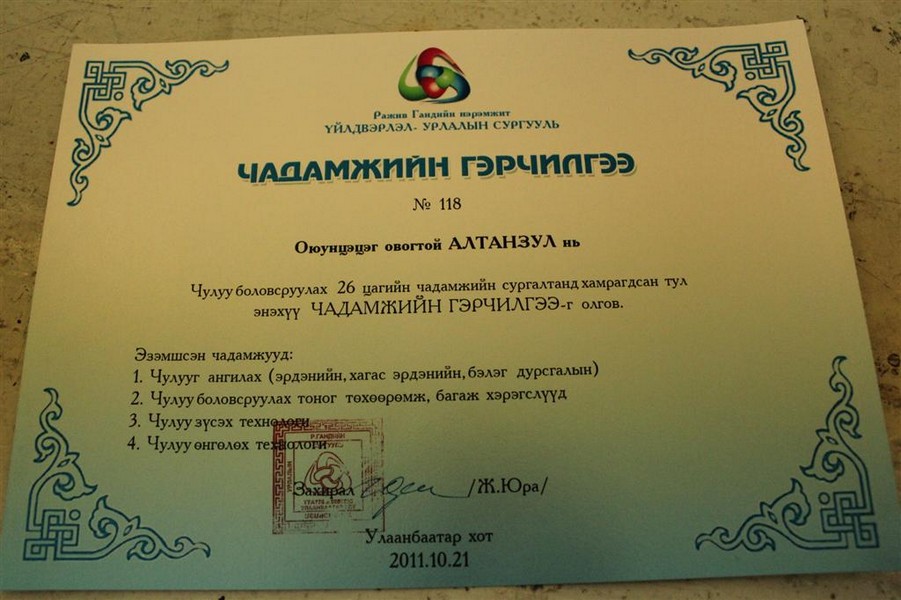 Ражив Гандийн нэрэмжит
ҮЙЛДВЭРЛЭЛ- УРЛАЛЫН СУРГУУЛЬ
ЧАДАМЖИЙН ГЭРЧИЛГЭЭ
№ 118
Оюунцэцэг овогтой АЛТАНЗУЛ нь
Чулуу боловсруулах 26 цагийн чадамжийн сургалтанд хамрагдсан тул
энэхүү ЧАДАМЖИЙН ГЭРЧИЛГЭЭ-г олгов.
Эзэмшсэн чадамжууд:
1. Чулууг ангилах (эрдэнийн, хагас эрдэнийн, бэлэг дурсгалын)
2. Чулуу боловсруулах тоног төхөөрөмж, багаж хэрэгслүүд
3. Чулуу зүсэх технологи
4. Чулуу өнгөлөх технологи
Р.ГАНДИЙН
Захирал /Ж.Юра/
Улаанбаатар хот
2011.10.21